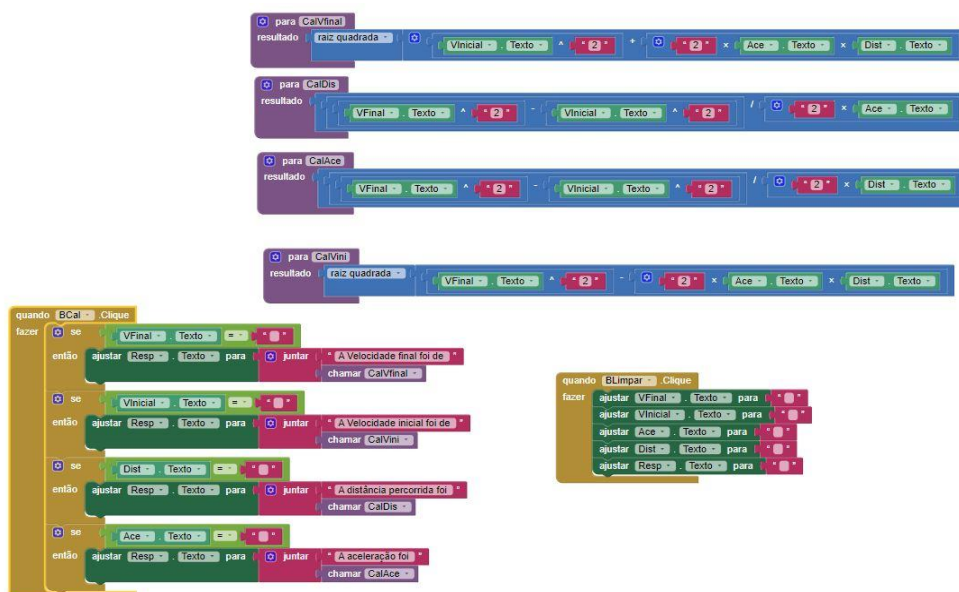 para CalVfinal
resultado raiz quadrada VInicial . Texto ^ " 2 " + " 2 " × Ace . Texto × Dist . Texto
para CalDis
resultado VFinal . Texto ^ " 2 " - VInicial . Texto ^ " 2 " / " 2 " × Ace . Texto
para CalAce
resultado VFinal . Texto ^ " 2 " - VInicial . Texto ^ " 2 " / " 2 " × Dist . Texto
para CalVini
resultado raiz quadrada VFinal . Texto ^ " 2 " - " 2 " × Ace . Texto × Dist . Texto
quando BCal .Clique
fazer se VFinal . Texto = " "
então ajustar Resp . Texto para juntar " A Velocidade final foi de "
chamar CalVfinal
se VInicial . Texto = " "
então ajustar Resp . Texto para juntar " A Velocidade inicial foi de "
chamar CalVini
se Dist . Texto = " "
então ajustar Resp . Texto para juntar " A distância percorrida foi "
chamar CalDis
se Ace . Texto = " "
então ajustar Resp . Texto para juntar " A aceleração foi "
chamar CalAce
quando BLimpar .Clique
fazer ajustar VFinal . Texto para " "
ajustar VInicial . Texto para " "
ajustar Ace . Texto para " "
ajustar Dist . Texto para " "
ajustar Resp . Texto para " "